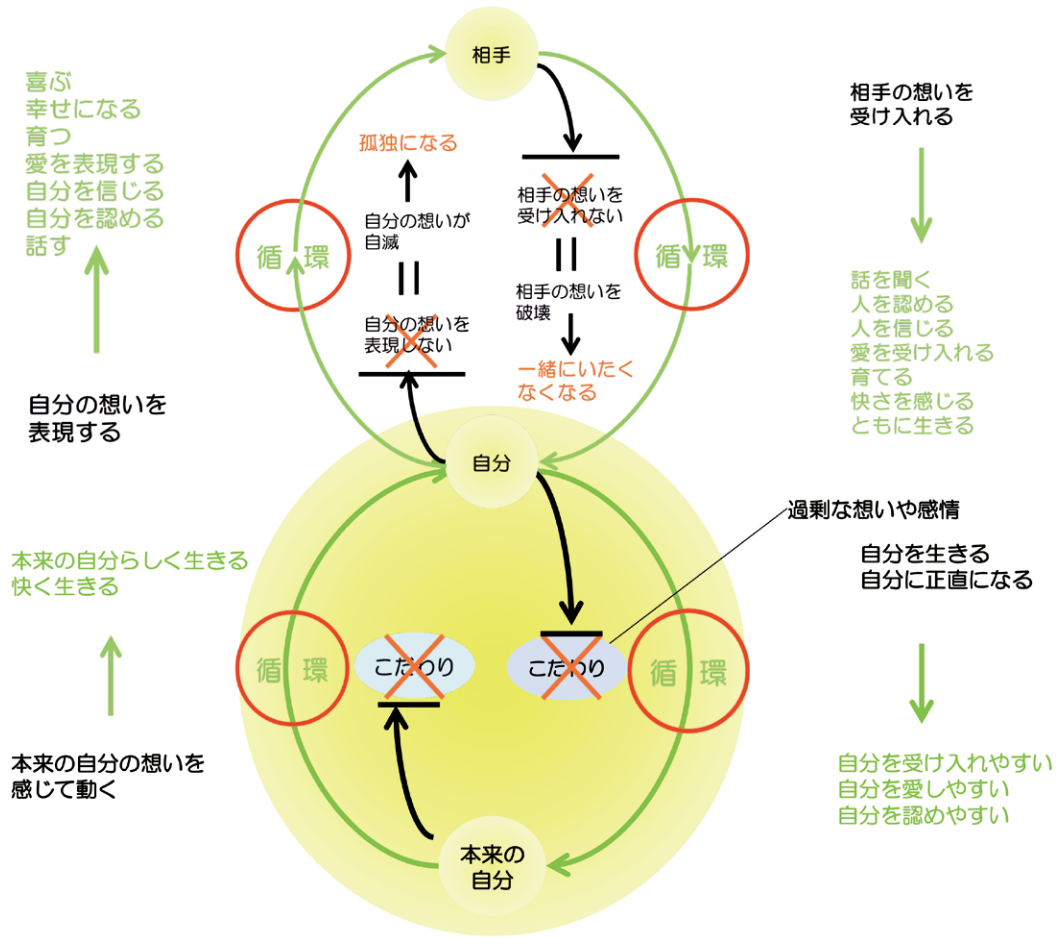 相手
喜ぶ
幸せになる
育つ
愛を表現する
自分を信じる
自分を認める
話す
自分の想いを
表現する
循環
孤独になる
自分の想いが
自滅
自分の想いを
表現しない
相手の想いを
受け入れない
相手の想いを
破壊
一緒にいたく
なくなる
循環
相手の想いを
受け入れる
話を聞く
人を認める
人を信じる
愛を受け入れる
育てる
快さを感じる
ともに生きる
自分
過剰な想いや感情
本来の自分らしく生きる
快く生きる
本来の自分の想いを
感じて動く
循環
こだわり
こだわり
循環
自分を生きる
自分に正直になる
自分を受け入れやすい
自分を愛しやすい
自分を認めやすい
本来の
自分